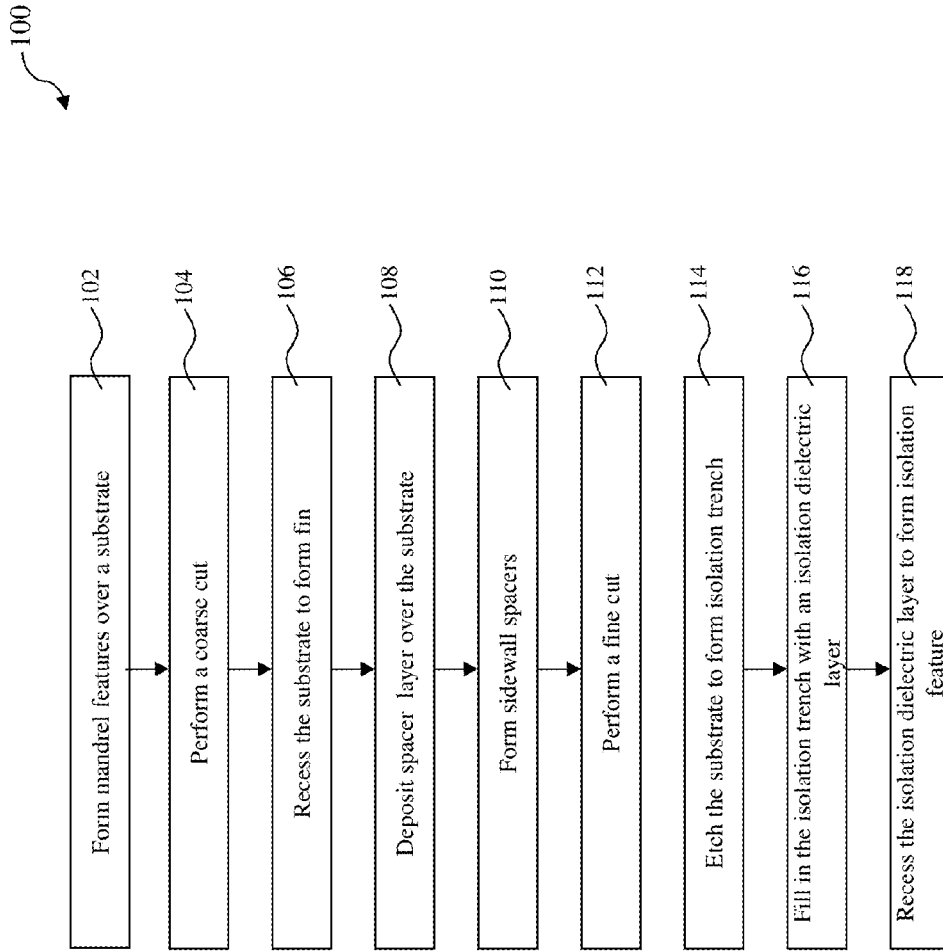 100
Form mandrel features over a substrate
102
Perform a coarse cut
104
Recess the substrate to form fin
106
Deposit spacer layer over the substrate
108
Form sidewall spacers
110
Perform a fine cut
112
Etch the substrate to form isolation trench
114
Fill in the isolation trench with an isolation dielectric
layer
116
Recess the isolation dielectric layer to form isolation
feature
118